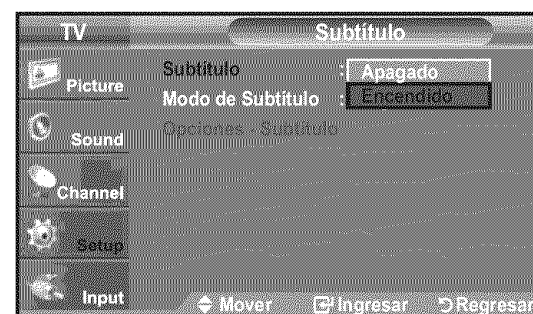 TV
Subtítulo
Picture
Sound
Channel
Setup
Input
Subtítulo : Apagado
Modo de Subtítulo : Encendido
Opciones - Subtítulo
Mover Ingresar Regresar